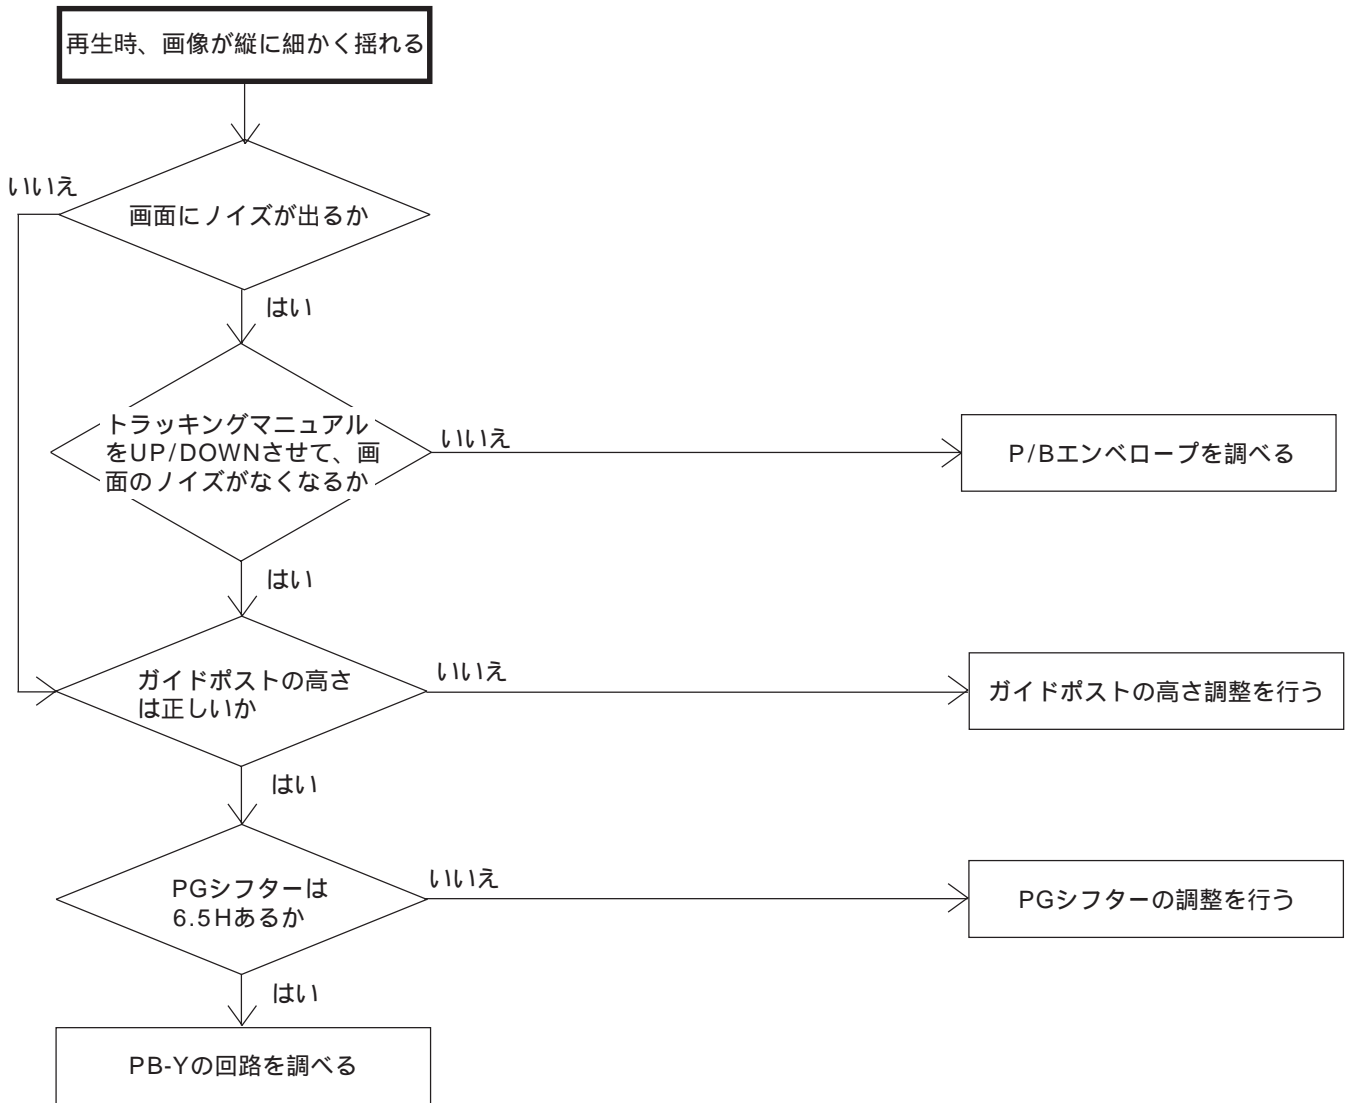 再生時、画像が縦に細かく揺れる
いいえ
画面にノイズが出るか
はい
トラッキングマニュアル
をUP/DOWNさせて、画
面のノイズがなくなるか
いいえ
P/Bエンベロープを調べる
はい
ガイドポストの高さ
は正しいか
いいえ
ガイドポストの高さ調整を行う
はい
PGシフターは
6.5Hあるか
いいえ
PGシフターの調整を行う
はい
PB-Yの回路を調べる